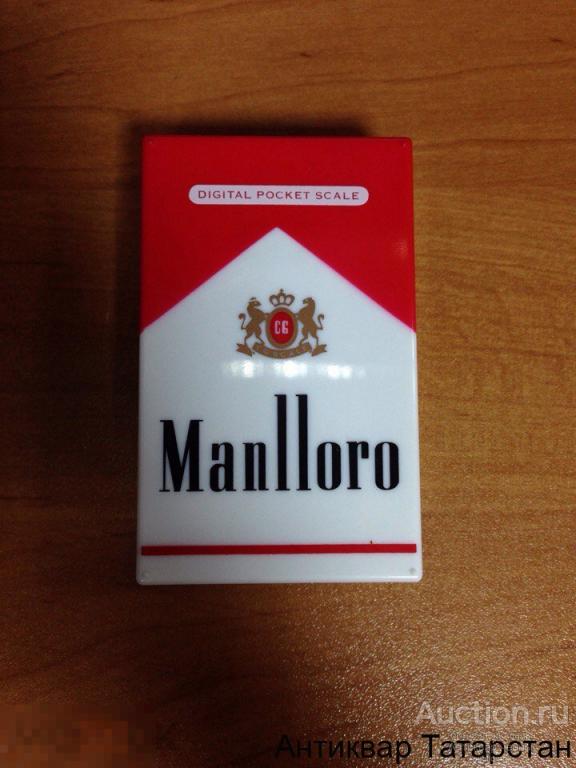 DIGITAL POCKET SCALE
CG
Manlloro
Auction.ru
Антиквар Татарстан